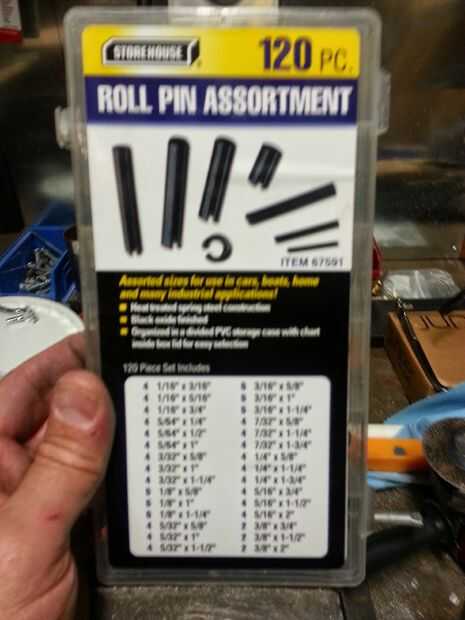 STOREHOUSE
120 PC.
ROLL PIN ASSORTMENT
ITEM 67591
Assorted sizes for use in cars, boats, home
and many industrial applications!
Heat treated spring steel construction
Black oxide finished
Organized in a divided PVC storage case with chart
inside box lid for easy selection
120 Piece Set Includes
4 1/16" x 3/16" 6 3/16" x 5/8"
4 1/16" x 5/16" 6 3/16" x 1"
4 1/16" x 3/4" 6 3/16" x 1-1/4"
4 5/64" x 1/4" 4 7/32" x 5/8"
4 5/64" x 1/2" 4 7/32" x 1-1/4"
4 5/64" x 1" 4 7/32" x 1-3/4"
4 3/32" x 5/8" 4 1/4" x 5/8"
4 3/32" x 1" 4 1/4" x 1-1/4"
4 3/32" x 1-1/4" 4 1/4" x 1-3/4"
6 1/8" x 5/8" 4 5/16" x 3/4"
6 1/8" x 1" 4 5/16" x 1-1/2"
6 1/8" x 1-1/4" 4 5/16" x 2"
4 5/32" x 5/8" 2 3/8" x 3/4"
4 5/32" x 1" 2 3/8" x 1-1/2"
4 5/32" x 1-1/2" 2 3/8" x 2"